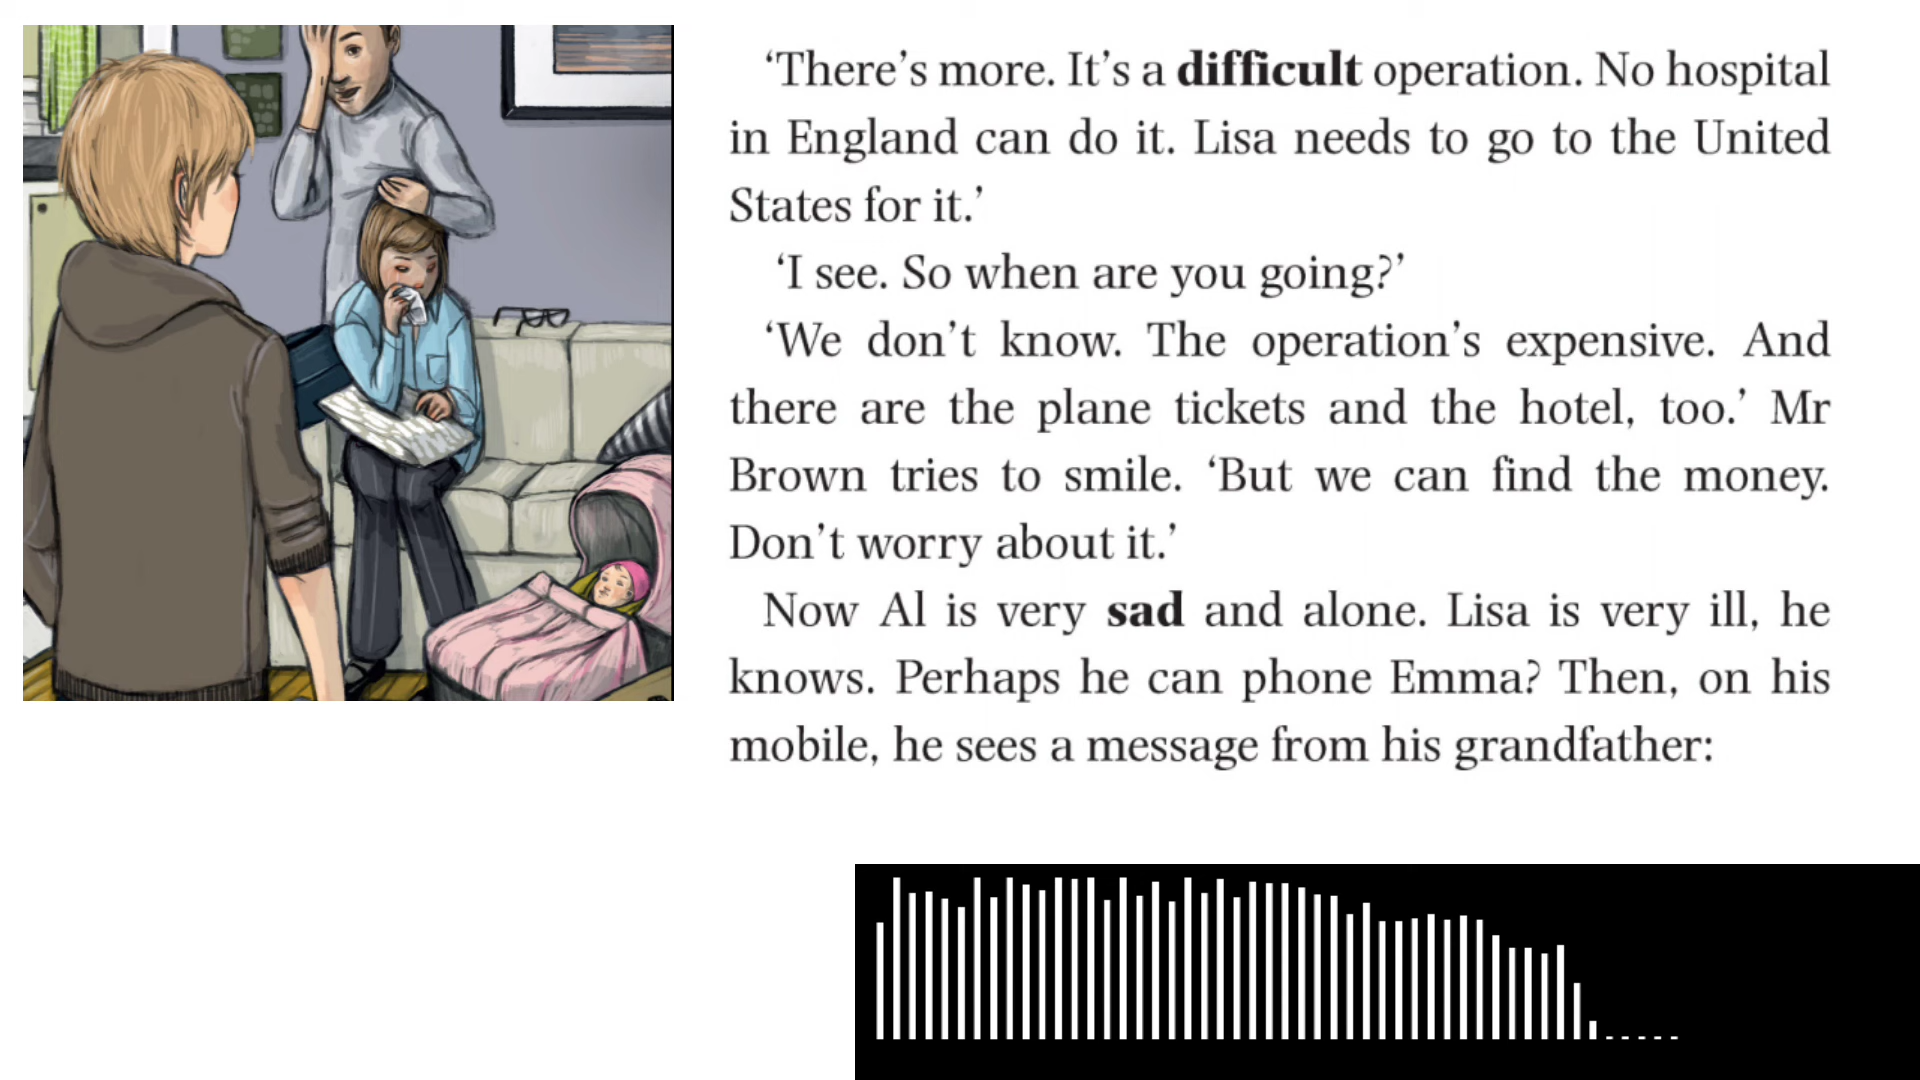 ‘There’s more. It’s a difficult operation. No hospital
in England can do it. Lisa needs to go to the United
States for it.’
‘I see. So when are you going?’
‘We don’t know. The operation’s expensive. And
there are the plane tickets and the hotel, too.’ Mr
Brown tries to smile. ‘But we can find the money.
Don’t worry about it.’
Now Al is very sad and alone. Lisa is very ill, he
knows. Perhaps he can phone Emma? Then, on his
mobile, he sees a message from his grandfather: